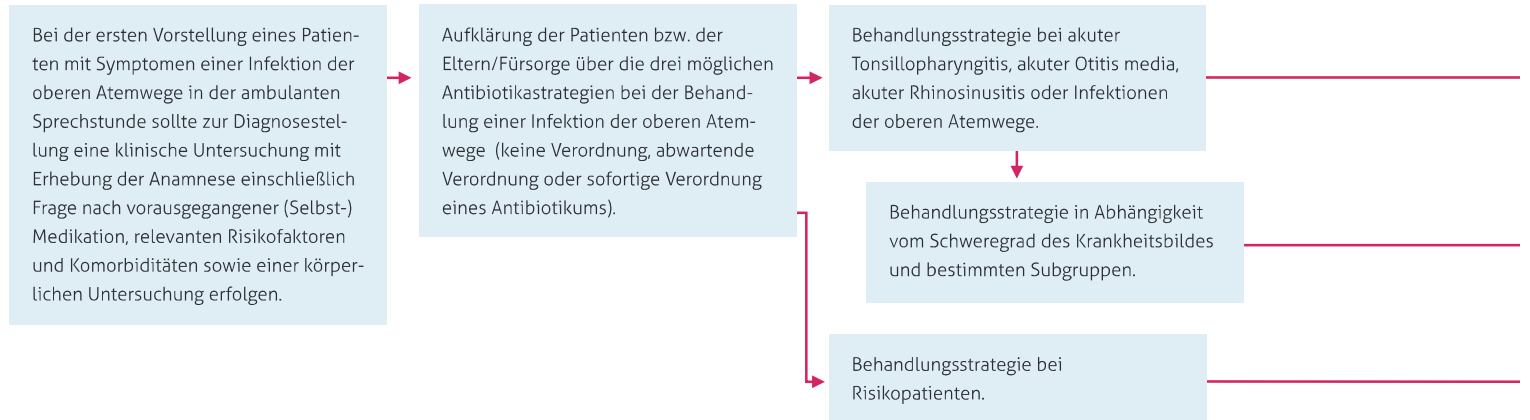 Bei der ersten Vorstellung eines Patien-
ten mit Symptomen einer Infektion der
oberen Atemwege in der ambulanten
Sprechstunde sollte zur Diagnosestel-
lung eine klinische Untersuchung mit
Erhebung der Anamnese einschließlich
Frage nach vorausgegangener (Selbst-)
Medikation, relevanten Risikofaktoren
und Komorbiditäten sowie einer körper-
lichen Untersuchung erfolgen.
Aufklärung der Patienten bzw. der
Eltern/Fürsorge über die drei möglichen
Antibiotikastrategien bei der Behand-
lung einer Infektion der oberen Atem-
wege (keine Verordnung, abwartende
Verordnung oder sofortige Verordnung
eines Antibiotikums).
Behandlungsstrategie bei akuter
Tonsillopharyngitis, akuter Otitis media,
akuter Rhinosinusitis oder Infektionen
der oberen Atemwege.
Behandlungsstrategie in Abhängigkeit
vom Schweregrad des Krankheitsbildes
und bestimmten Subgruppen.
Behandlungsstrategie bei
Risikopatienten.